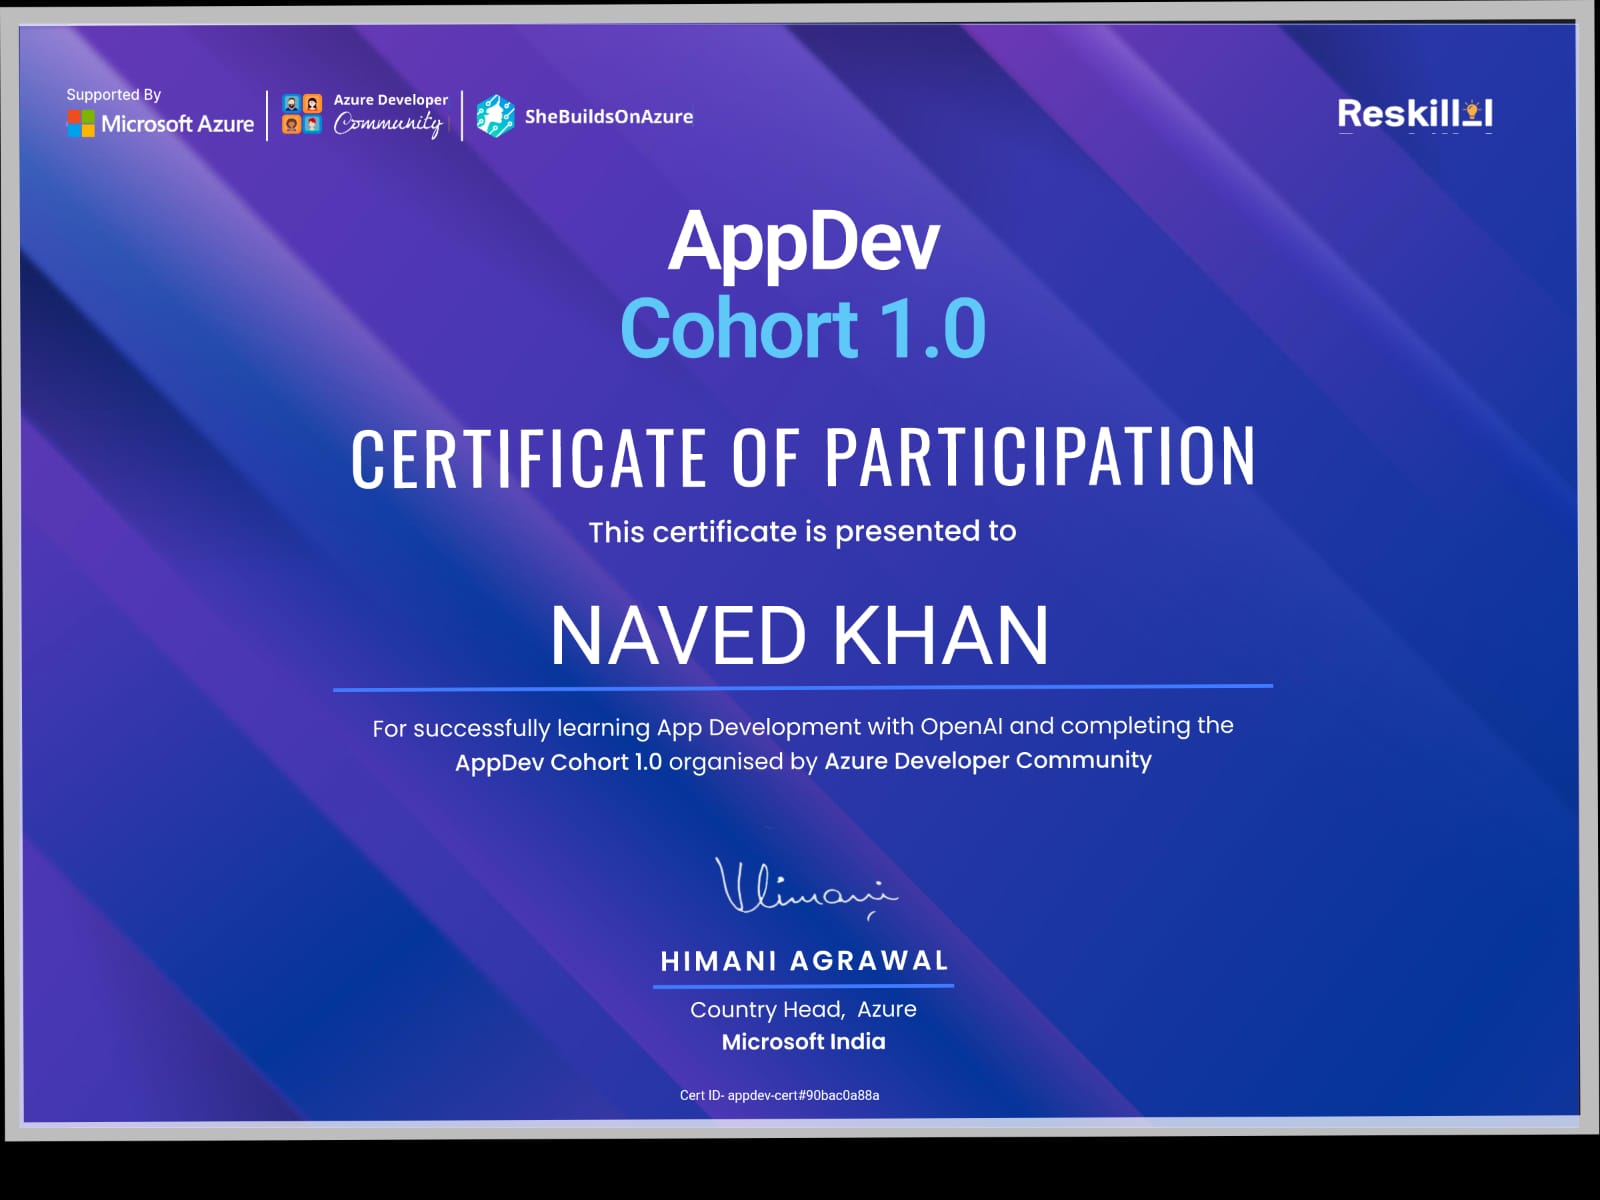 Supported By
Microsoft Azure
Azure Developer
Community
SheBuildsOnAzure
Reskilll
AppDev
Cohort 1.0
CERTIFICATE OF PARTICIPATION
This certificate is presented to
NAVED KHAN
For successfully learning App Development with OpenAI and completing the
AppDev Cohort 1.0 organised by Azure Developer Community
Himani
HIMANI AGRAWAL
Country Head, Azure
Microsoft India
Cert ID- appdev-cert#90bac0a88a